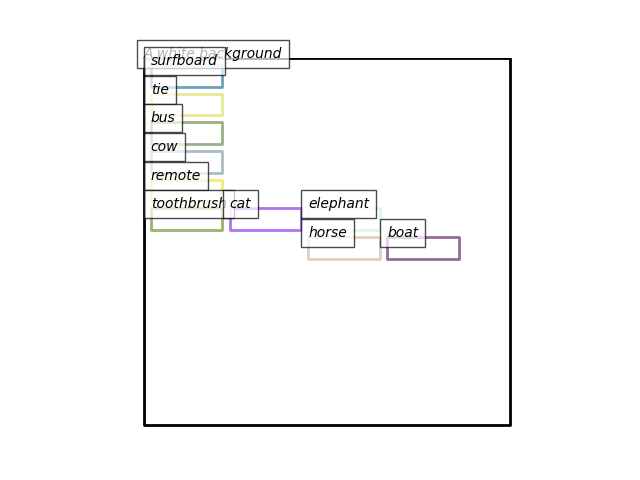 A white background
surfboard
tie
bus
cow
remote
toothbrush cat elephant
horse boat